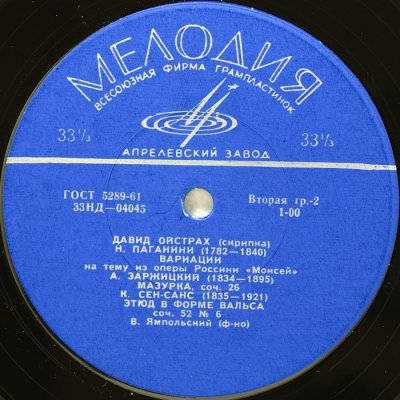 МЕЛОДИЯ
ВСЕСОЮЗНАЯ ФИРМА ГРАМПЛАСТИНОК
33⅓ 33⅓
АПРЕЛЕВСКИЙ ЗАВОД
ГОСТ 5289-61 Вторая гр.-2
33НД—04045 1-00
ДАВИД ОЙСТРАХ (скрипка)
Н. ПАГАНИНИ (1782—1840)
ВАРИАЦИИ
на тему из оперы Россини «Моисей»
А. ЗАРЖИЦКИЙ (1834—1895)
МАЗУРКА, соч. 26
К. СЕН-САНС (1835—1921)
ЭТЮД В ФОРМЕ ВАЛЬСА
соч. 52 № 6
В. Ямпольский (ф-но)